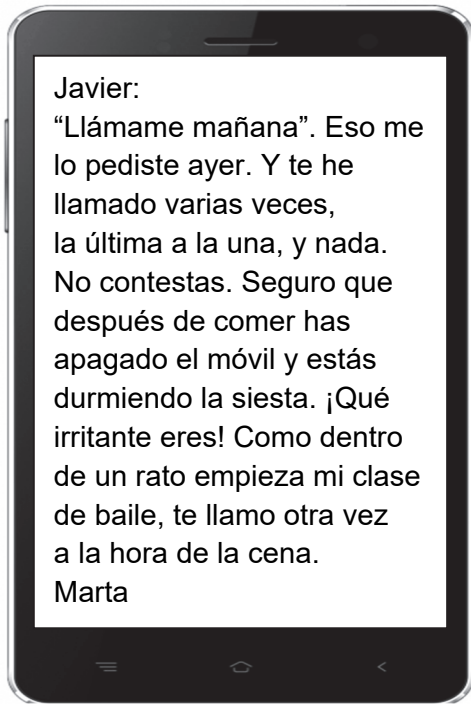 Javier:
“Llámame mañana”. Eso me
lo pediste ayer. Y te he
llamado varias veces,
la última a la una, y nada.
No contestas. Seguro que
después de comer has
apagado el móvil y estás
durmiendo la siesta. ¡Qué
irritante eres! Como dentro
de un rato empieza mi clase
de baile, te llamo otra vez
a la hora de la cena.
Marta